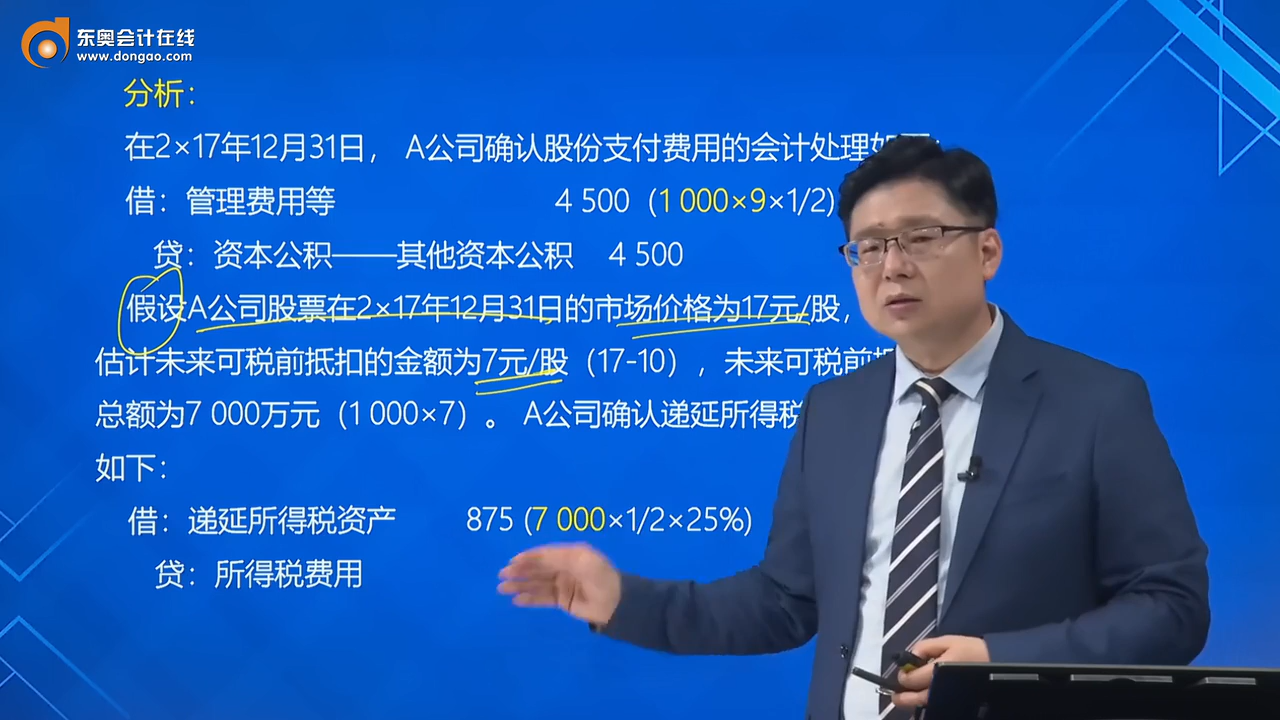 东奥会计在线
www.dongao.com
分析：
在2×17年12月31日， A公司确认股份支付费用的会计处理如
借：管理费用等 4 500（1 000×9×1/2)
贷：资本公积——其他资本公积 4 500
假设A公司股票在2×17年12月31日的市场价格为17元/股，
估计未来可税前抵扣的金额为7元/股（17-10），未来可税前
总额为7 000万元（1 000×7）。 A公司确认递延所得税
如下：
借：递延所得税资产 875 (7 000×1/2×25%)
贷：所得税费用